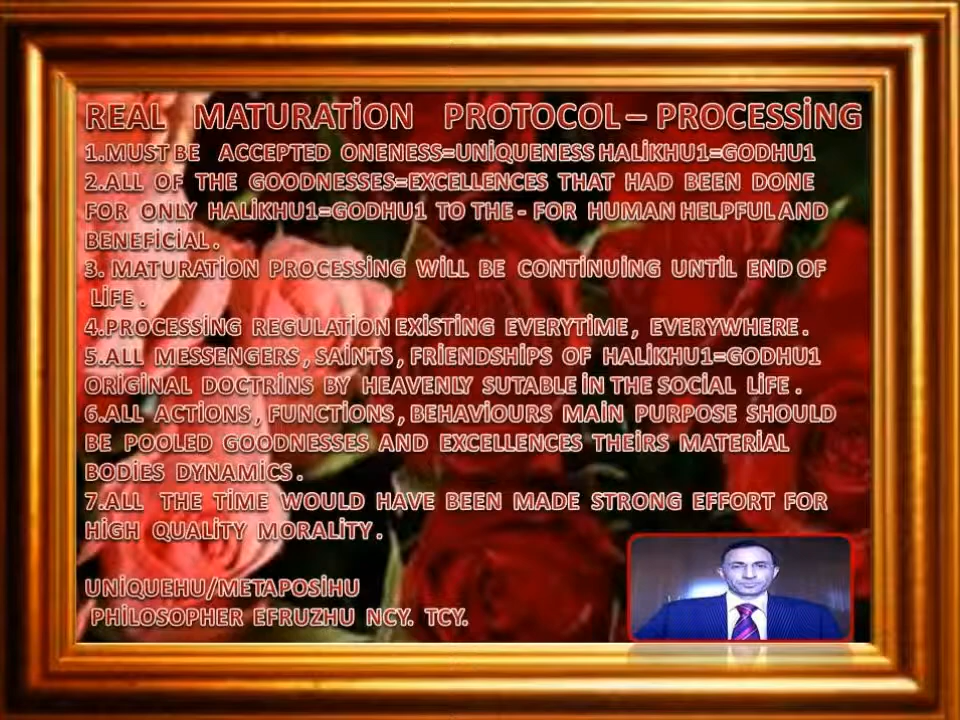 REAL MATURATİON PROTOCOL – PROCESSİNG
1.MUST BE ACCEPTED ONENESS=UNİQUENESS HALİKHU1=GODHU1
2.ALL OF THE GOODNESSES=EXCELLENCES THAT HAD BEEN DONE
FOR ONLY HALİKHU1=GODHU1 TO THE - FOR HUMAN HELPFUL AND
BENEFİCİAL .
3. MATURATİON PROCESSİNG WİLL BE CONTİNUİNG UNTİL END OF
LİFE .
4.PROCESSİNG REGULATİON EXİSTİNG EVERYTİME , EVERYWHERE .
5.ALL MESSENGERS , SAİNTS , FRİENDSHİPS OF HALİKHU1=GODHU1
ORİGİNAL DOCTRİNS BY HEAVENLY SUTABLE İN THE SOCİAL LİFE .
6.ALL ACTİONS , FUNCTİONS , BEHAVİOURS MAİN PURPOSE SHOULD
BE POOLED GOODNESSES AND EXCELLENCES THEİRS MATERİAL
BODİES DYNAMİCS .
7.ALL THE TİME WOULD HAVE BEEN MADE STRONG EFFORT FOR
HİGH QUALİTY MORALİTY .
UNİQUEHU/METAPOSİHU
PHİLOSOPHER EFRUZHU NCY. TCY.